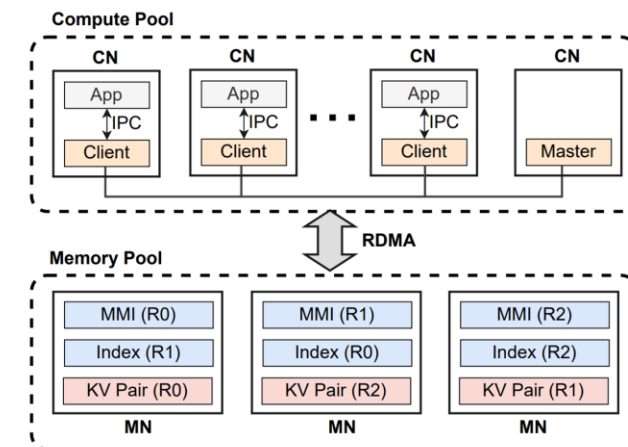 Compute Pool
CN CN CN CN
App App App
IPC IPC IPC
Client Client Client Master
RDMA
Memory Pool
MMI (R0) MMI (R1) MMI (R2)
Index (R1) Index (R0) Index (R2)
KV Pair (R0) KV Pair (R2) KV Pair (R1)
MN MN MN